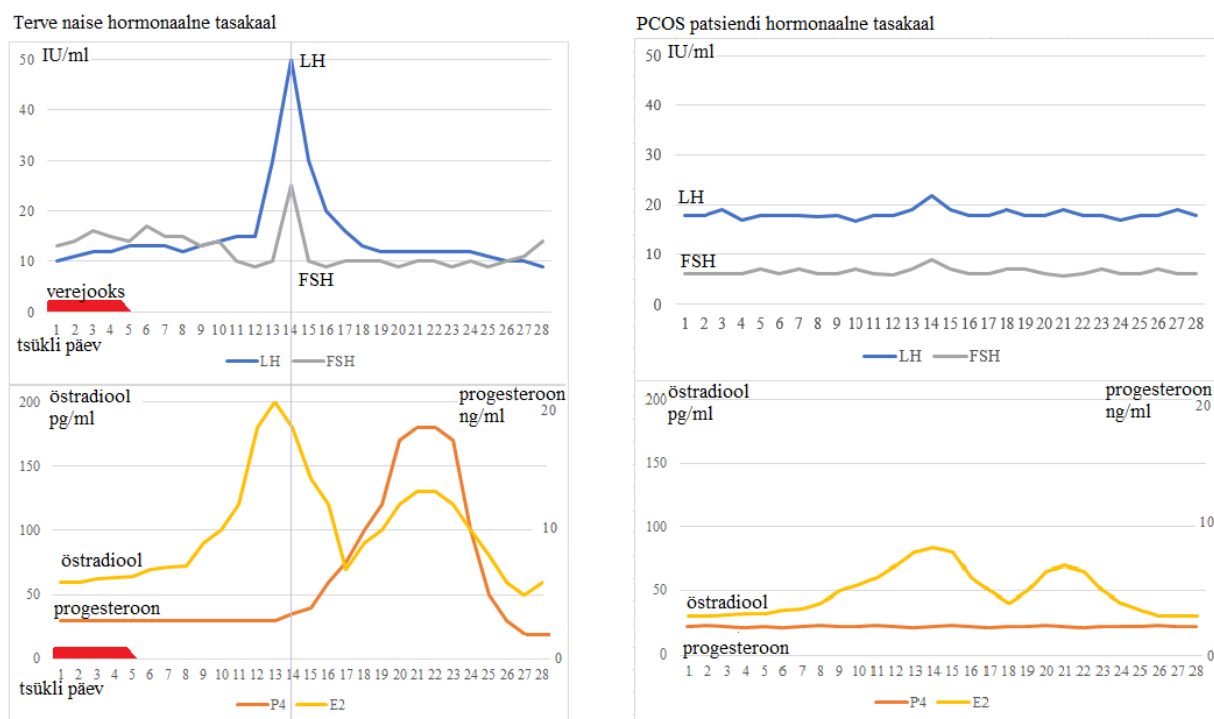 Terve naise hormonaalne tasakaal
IU/ml
50
40
30
20
10
0
LH
FSH
verejooks
1 2 3 4 5 6 7 8 9 10 11 12 13 14 15 16 17 18 19 20 21 22 23 24 25 26 27 28
tsükli päev
LH FSH
östradiool
pg/ml
progesteroon
ng/ml
200
150
100
50
0
20
10
0
östradiool
progesteroon
1 2 3 4 5 6 7 8 9 10 11 12 13 14 15 16 17 18 19 20 21 22 23 24 25 26 27 28
tsükli päev
P4 E2
PCOS patsiendi hormonaalne tasakaal
IU/ml
50
40
30
20
10
0
LH
FSH
1 2 3 4 5 6 7 8 9 10 11 12 13 14 15 16 17 18 19 20 21 22 23 24 25 26 27 28
LH FSH
östradiool
pg/ml
progesteroon
ng/ml
200
150
100
50
0
20
10
0
östradiool
progesteroon
1 2 3 4 5 6 7 8 9 10 11 12 13 14 15 16 17 18 19 20 21 22 23 24 25 26 27 28
P4 E2